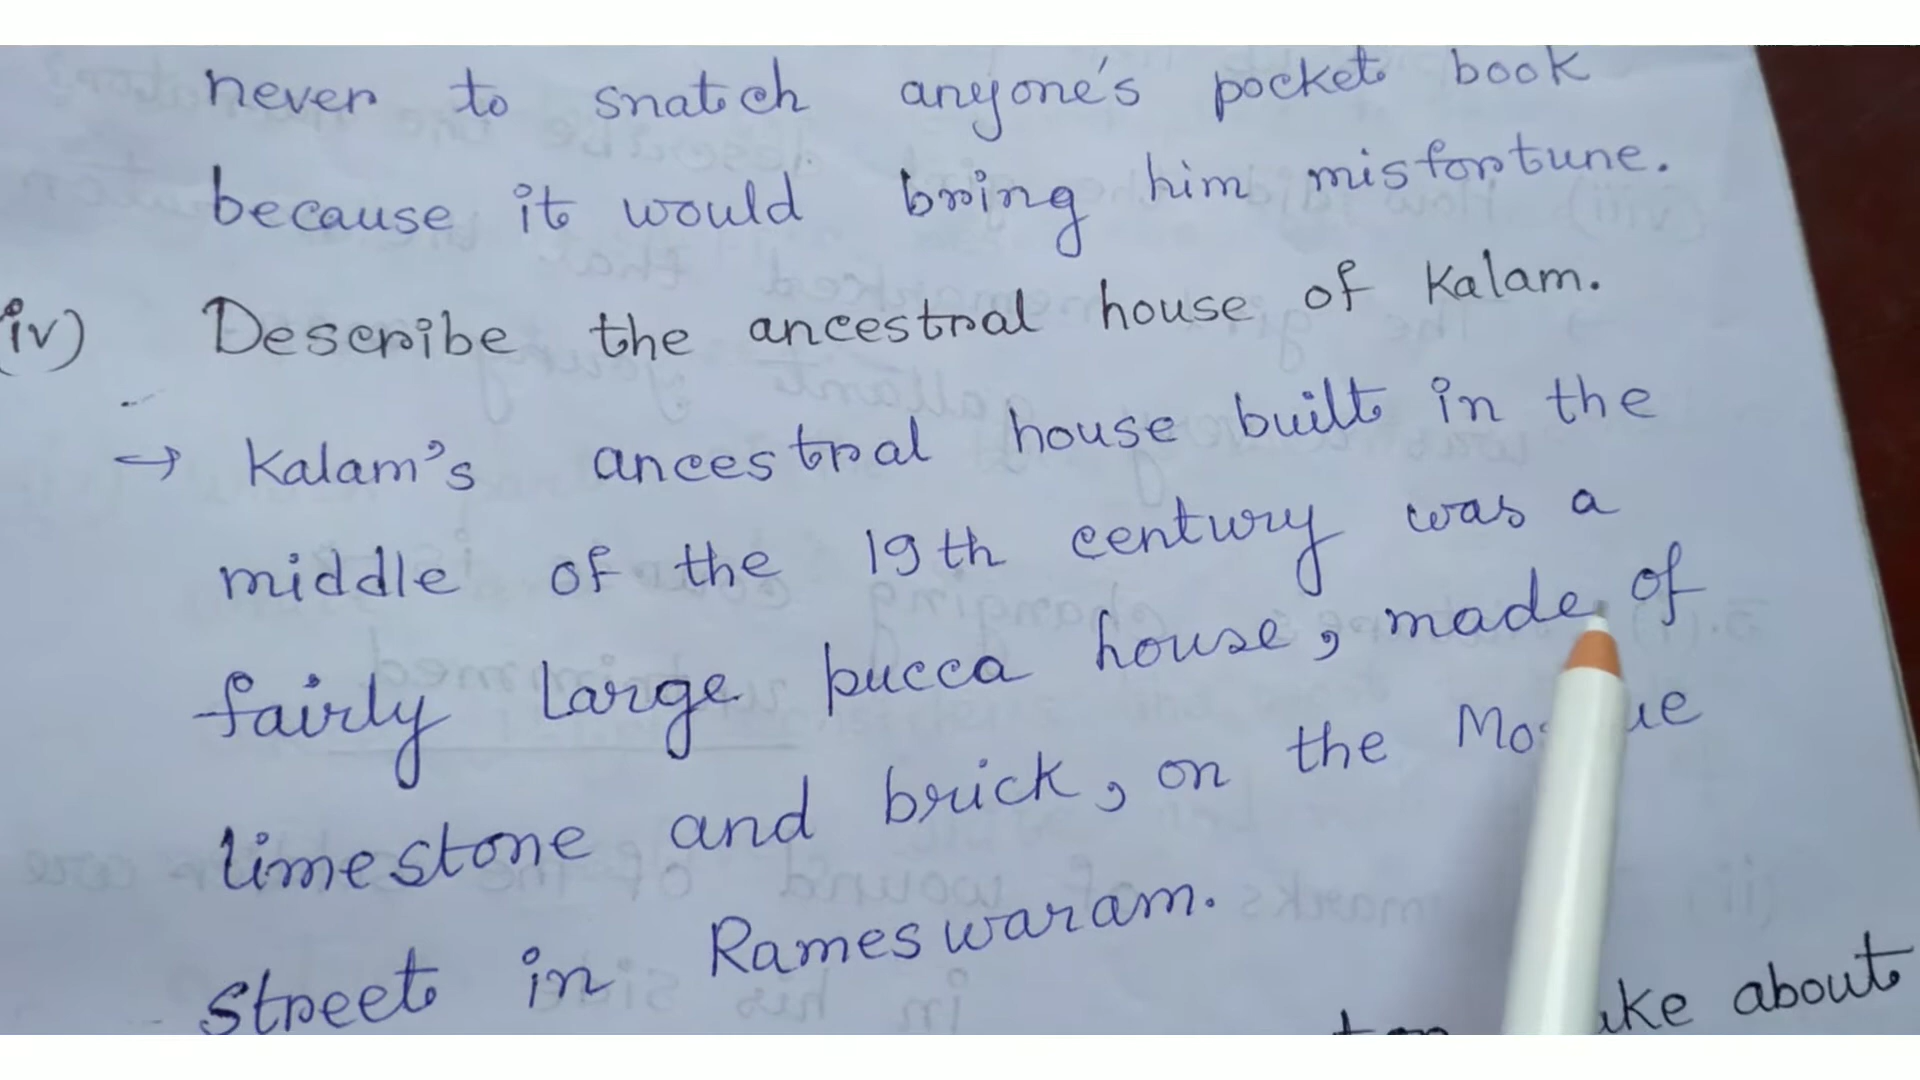 never to snatch anyone's pocket book
because it would bring him misfortune.
iv) Describe the ancestral house of Kalam.
→ Kalam's ancestral house built in the
middle of the 19th century was a
fairly large pucca house, made of
limestone and brick, on the
street in Rameswaram.
about